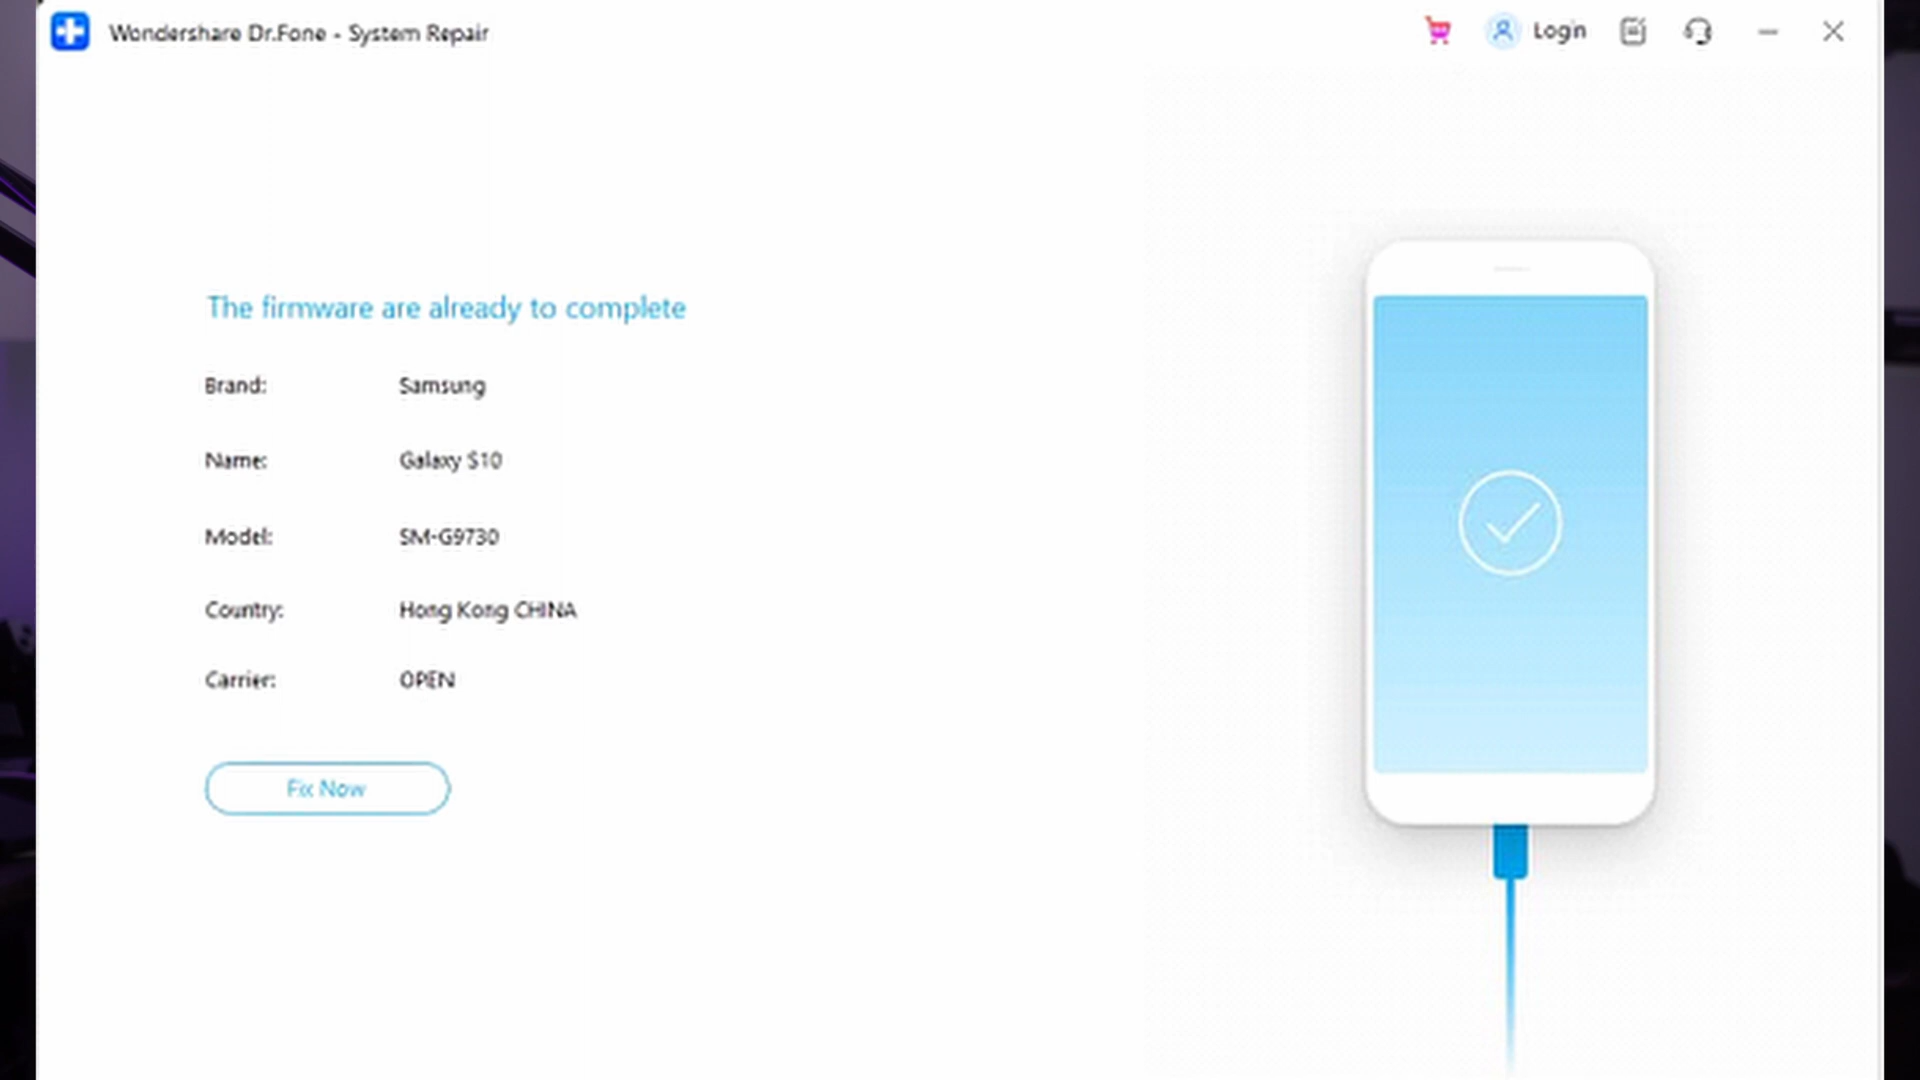 Wondershare Dr.Fone - System Repair
Login
The firmware are already to complete
Brand: Samsung
Name: Galaxy S10
Model: SM-G9730
Country: Hong Kong CHINA
Carrier: OPEN
Fix Now